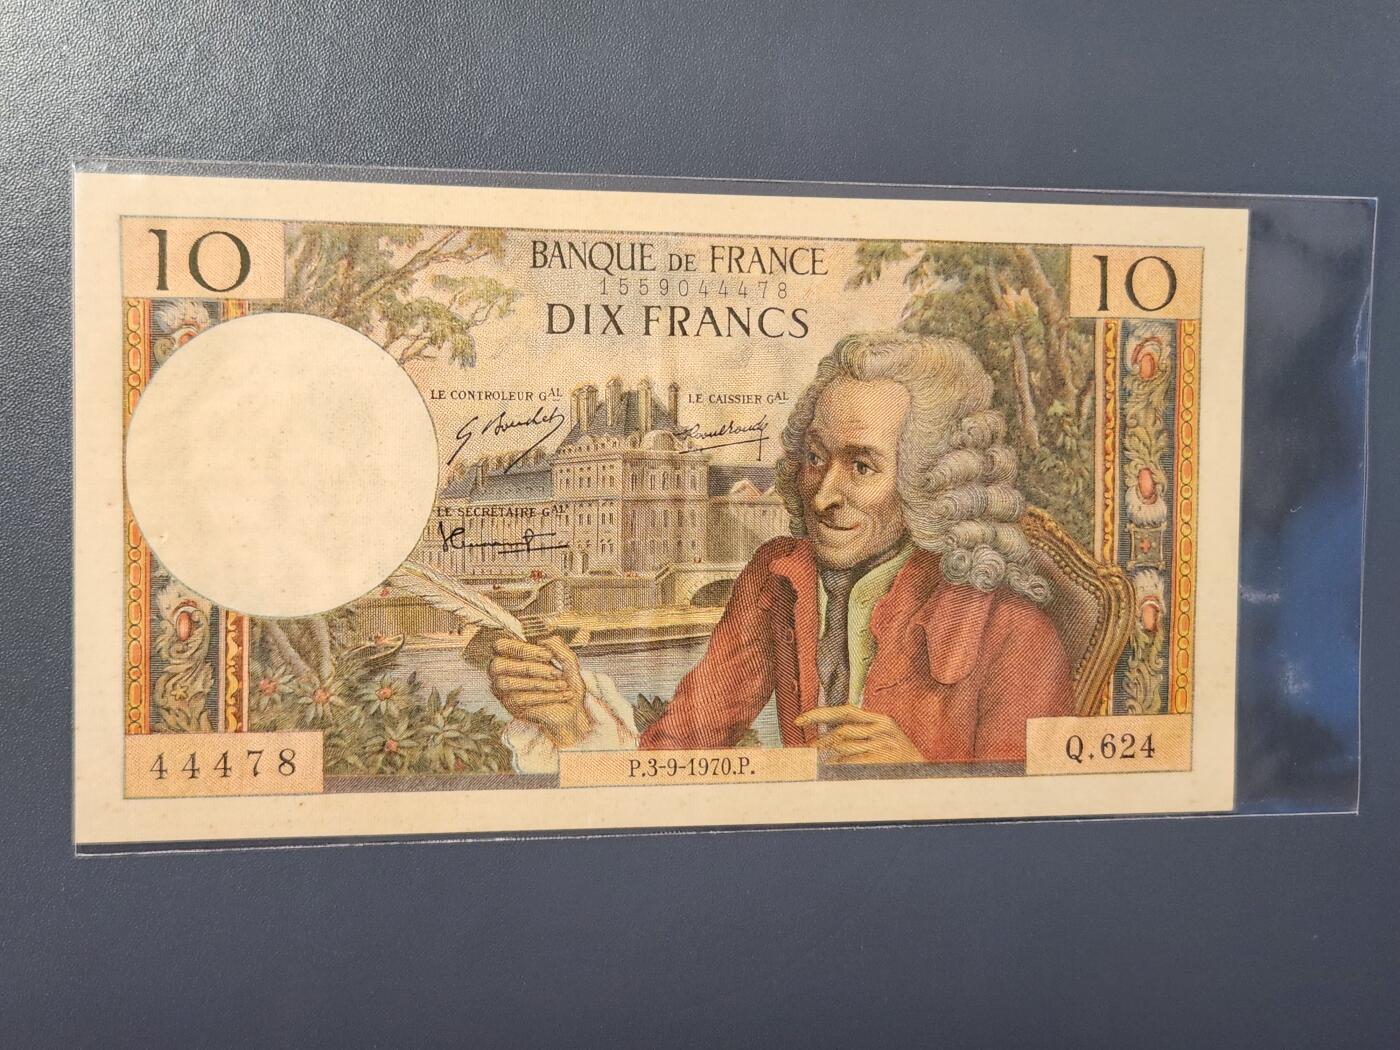 10
BANQUE DE FRANCE
1559044478
DIX FRANCS
10
LE CONTROLEUR GAL
LE CAISSIER GAL
G Bouchet
LE SECRÉTAIRE GAL
44478
P.3-9-1970.P.
Q.624